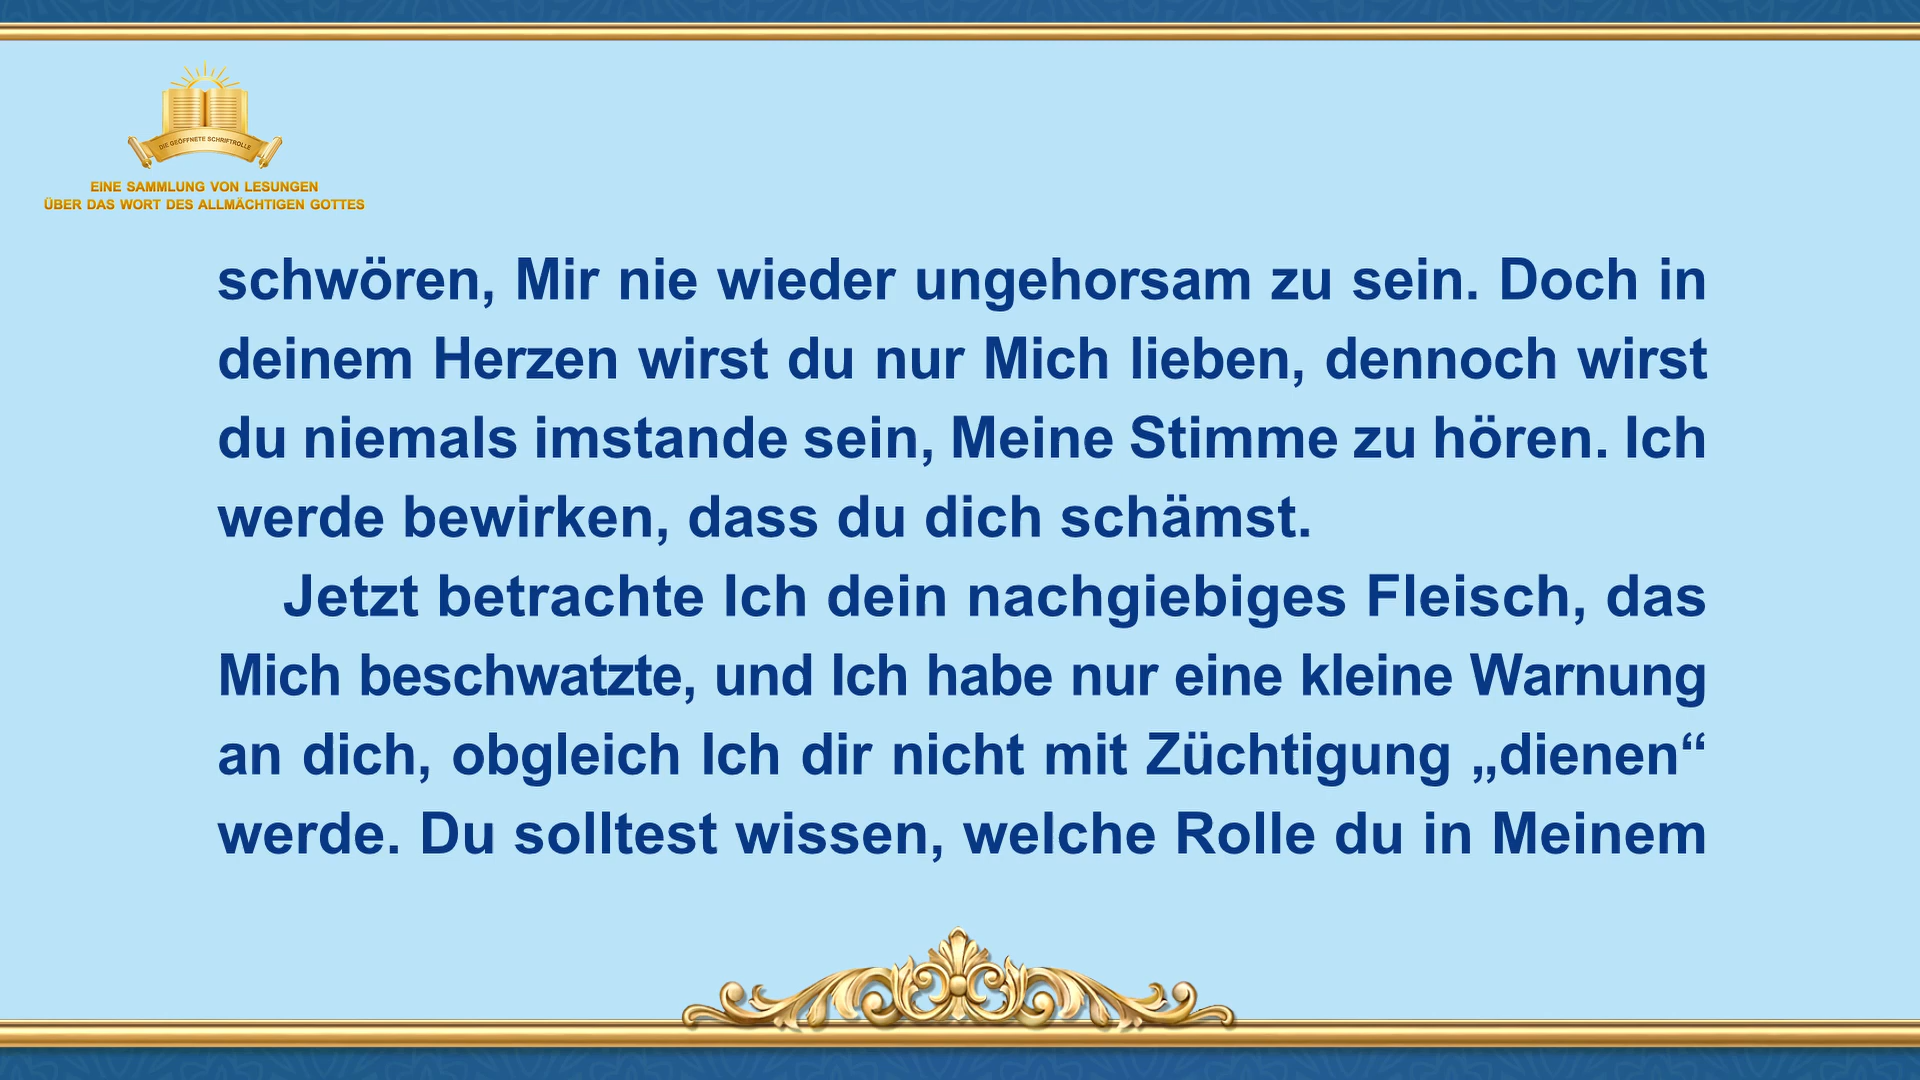 DIE GEÖFFNETE SCHRIFTROLLE
EINE SAMMLUNG VON LESUNGEN
ÜBER DAS WORT DES ALLMÄCHTIGEN GOTTES
schwören, Mir nie wieder ungehorsam zu sein. Doch in
deinem Herzen wirst du nur Mich lieben, dennoch wirst
du niemals imstande sein, Meine Stimme zu hören. Ich
werde bewirken, dass du dich schämst.
Jetzt betrachte Ich dein nachgiebiges Fleisch, das
Mich beschwatzte, und Ich habe nur eine kleine Warnung
an dich, obgleich Ich dir nicht mit Züchtigung „dienen“
werde. Du solltest wissen, welche Rolle du in Meinem